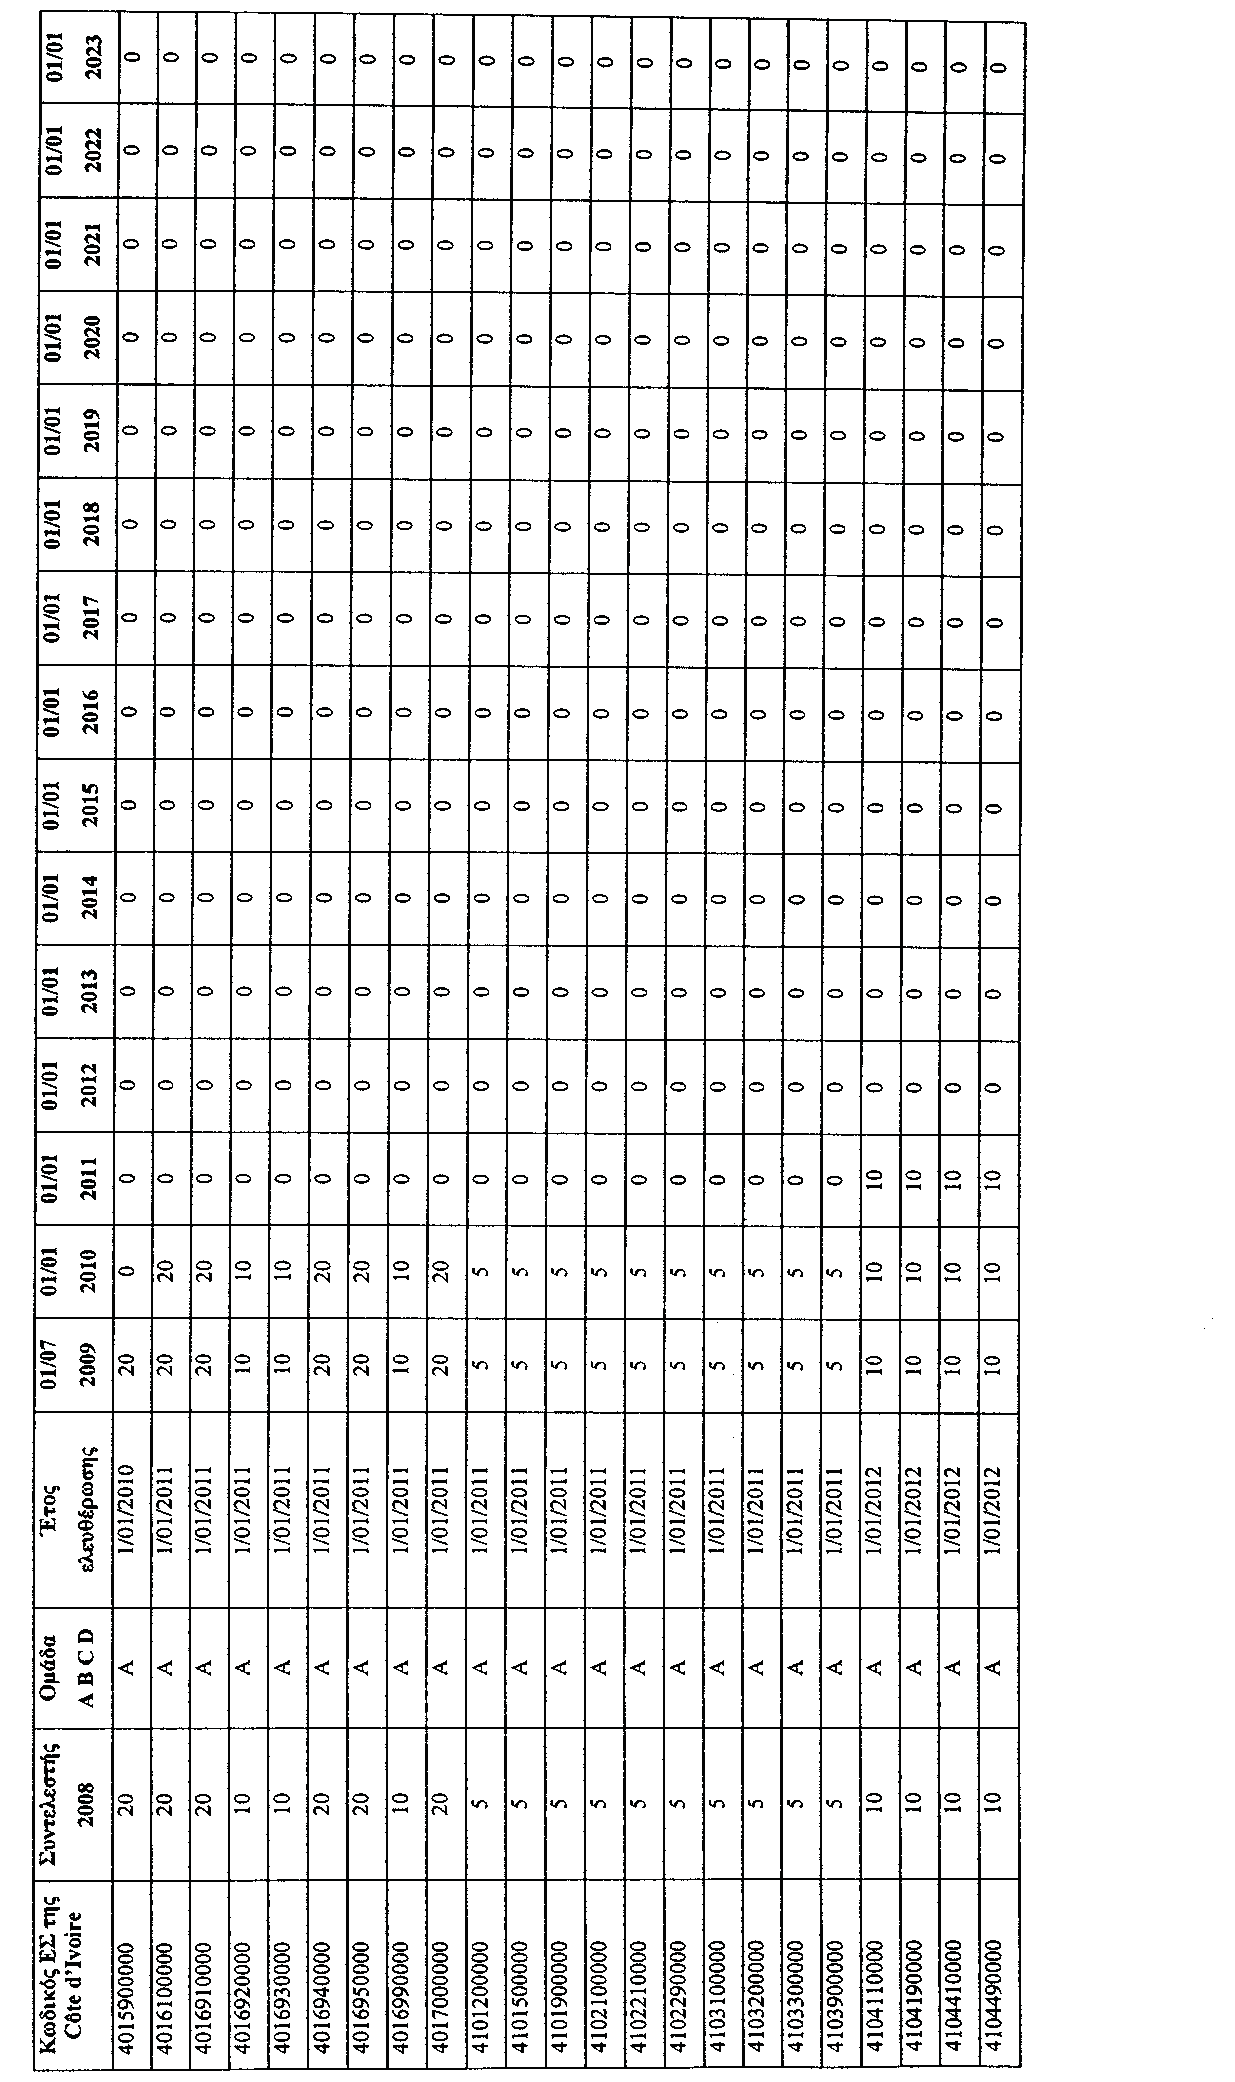 Κωδικός ΕΣ της Côte d'Ivoire Συντελεστής 2008 Ομάδα A B C D Έτος ελευθέρωσης 01/07 2009 01/01 2010 01/01 2011 01/01 2012 01/01 2013 01/01 2014 01/01 2015 01/01 2016 01/01 2017 01/01 2018 01/01 2019 01/01 2020 01/01 2021 01/01 2022 01/01 2023
4015900000 20 A 1/01/2010 20 0 0 0 0 0 0 0 0 0 0 0 0 0 0
4016100000 20 A 1/01/2011 20 20 0 0 0 0 0 0 0 0 0 0 0 0 0
4016910000 20 A 1/01/2011 20 20 0 0 0 0 0 0 0 0 0 0 0 0 0
4016920000 10 A 1/01/2011 10 10 0 0 0 0 0 0 0 0 0 0 0 0 0
4016930000 10 A 1/01/2011 10 10 0 0 0 0 0 0 0 0 0 0 0 0 0
4016940000 20 A 1/01/2011 20 20 0 0 0 0 0 0 0 0 0 0 0 0 0
4016950000 20 A 1/01/2011 20 20 0 0 0 0 0 0 0 0 0 0 0 0 0
4016990000 10 A 1/01/2011 10 10 0 0 0 0 0 0 0 0 0 0 0 0 0
4017000000 20 A 1/01/2011 20 20 0 0 0 0 0 0 0 0 0 0 0 0 0
4101200000 5 A 1/01/2011 5 5 0 0 0 0 0 0 0 0 0 0 0 0 0
4101500000 5 A 1/01/2011 5 5 0 0 0 0 0 0 0 0 0 0 0 0 0
4101900000 5 A 1/01/2011 5 5 0 0 0 0 0 0 0 0 0 0 0 0 0
4102100000 5 A 1/01/2011 5 5 0 0 0 0 0 0 0 0 0 0 0 0 0
4102210000 5 A 1/01/2011 5 5 0 0 0 0 0 0 0 0 0 0 0 0 0
4102290000 5 A 1/01/2011 5 5 0 0 0 0 0 0 0 0 0 0 0 0 0
4103100000 5 A 1/01/2011 5 5 0 0 0 0 0 0 0 0 0 0 0 0 0
4103200000 5 A 1/01/2011 5 5 0 0 0 0 0 0 0 0 0 0 0 0 0
4103300000 5 A 1/01/2011 5 5 0 0 0 0 0 0 0 0 0 0 0 0 0
4103900000 5 A 1/01/2011 5 5 0 0 0 0 0 0 0 0 0 0 0 0 0
4104110000 10 A 1/01/2012 10 10 10 0 0 0 0 0 0 0 0 0 0 0 0
4104190000 10 A 1/01/2012 10 10 10 0 0 0 0 0 0 0 0 0 0 0 0
4104410000 10 A 1/01/2012 10 10 10 0 0 0 0 0 0 0 0 0 0 0 0
4104490000 10 A 1/01/2012 10 10 10 0 0 0 0 0 0 0 0 0 0 0 0